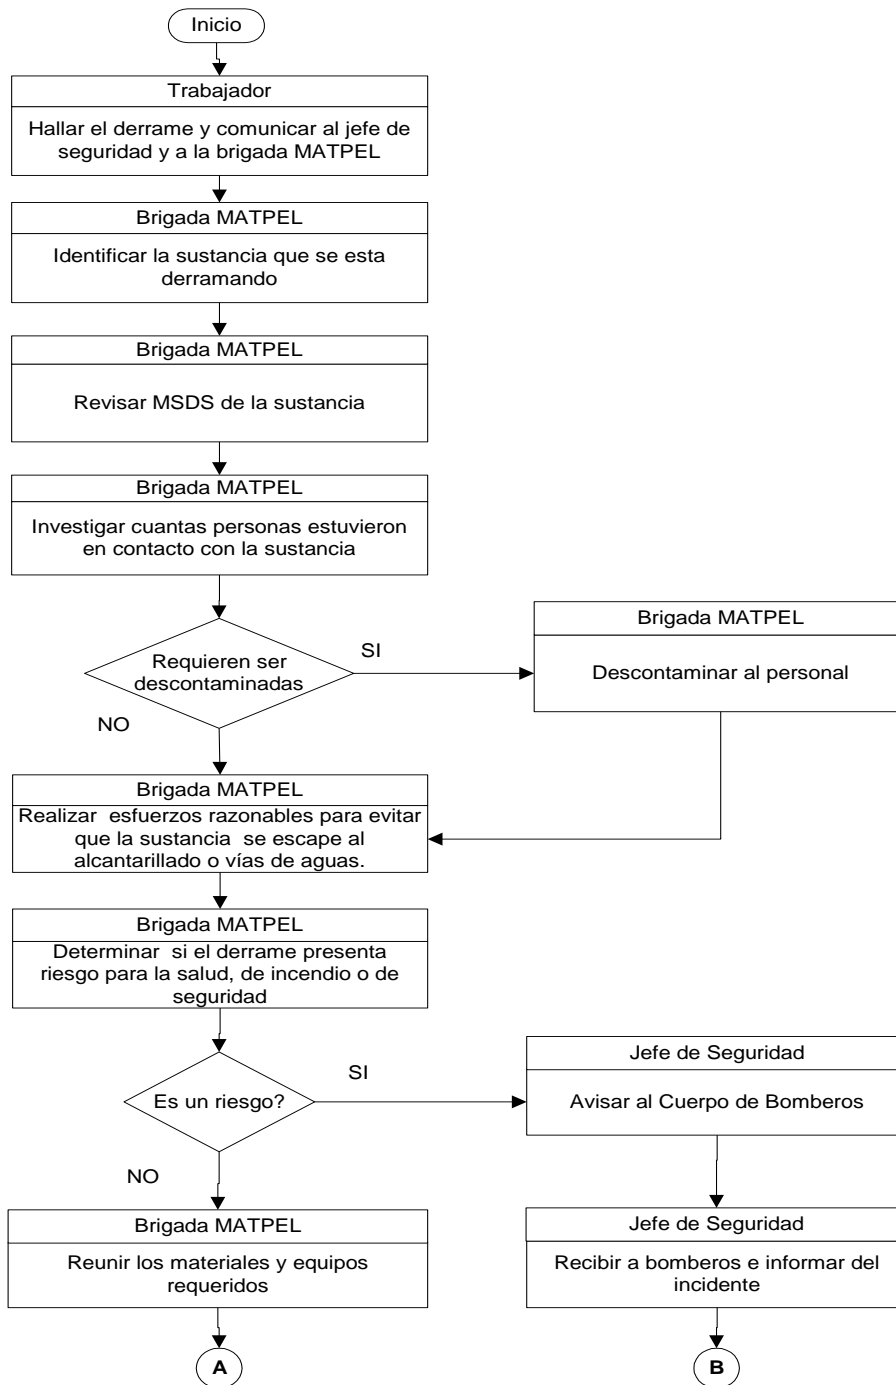 Inicio
Trabajador
Hallar el derrame y comunicar al jefe de
seguridad y a la brigada MATPEL
Brigada MATPEL
Identificar la sustancia que se esta
derramando
Brigada MATPEL
Revisar MSDS de la sustancia
Brigada MATPEL
Investigar cuantas personas estuvieron
en contacto con la sustancia
Requieren ser
descontaminadas
SI
Brigada MATPEL
Descontaminar al personal
NO
Brigada MATPEL
Realizar esfuerzos razonables para evitar
que la sustancia se escape al
alcantarillado o vías de aguas.
Brigada MATPEL
Determinar si el derrame presenta
riesgo para la salud, de incendio o de
seguridad
Es un riesgo?
SI
Jefe de Seguridad
Avisar al Cuerpo de Bomberos
NO
Brigada MATPEL
Reunir los materiales y equipos
requeridos
Jefe de Seguridad
Recibir a bomberos e informar del
incidente
A
B